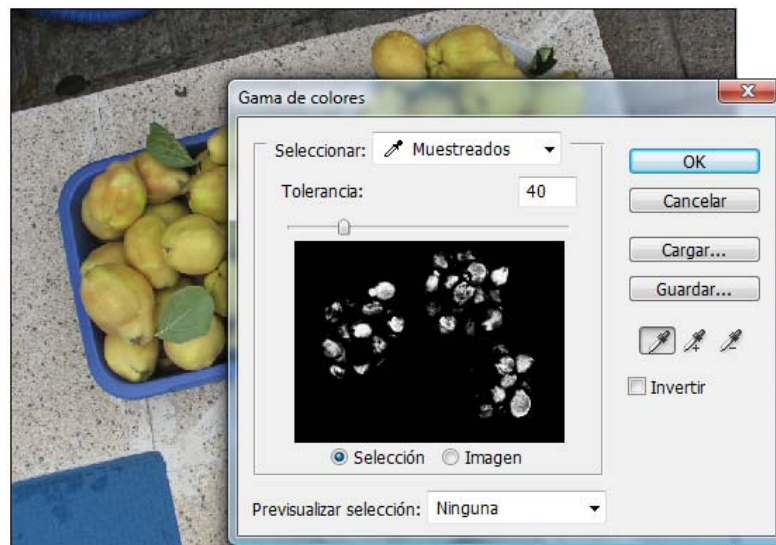 Gama de colores
Seleccionar: Muestreados
Tolerancia: 40
Selección Imagen
Previsualizar selección: Ninguna
OK
Cancelar
Cargar...
Guardar...
Invertir